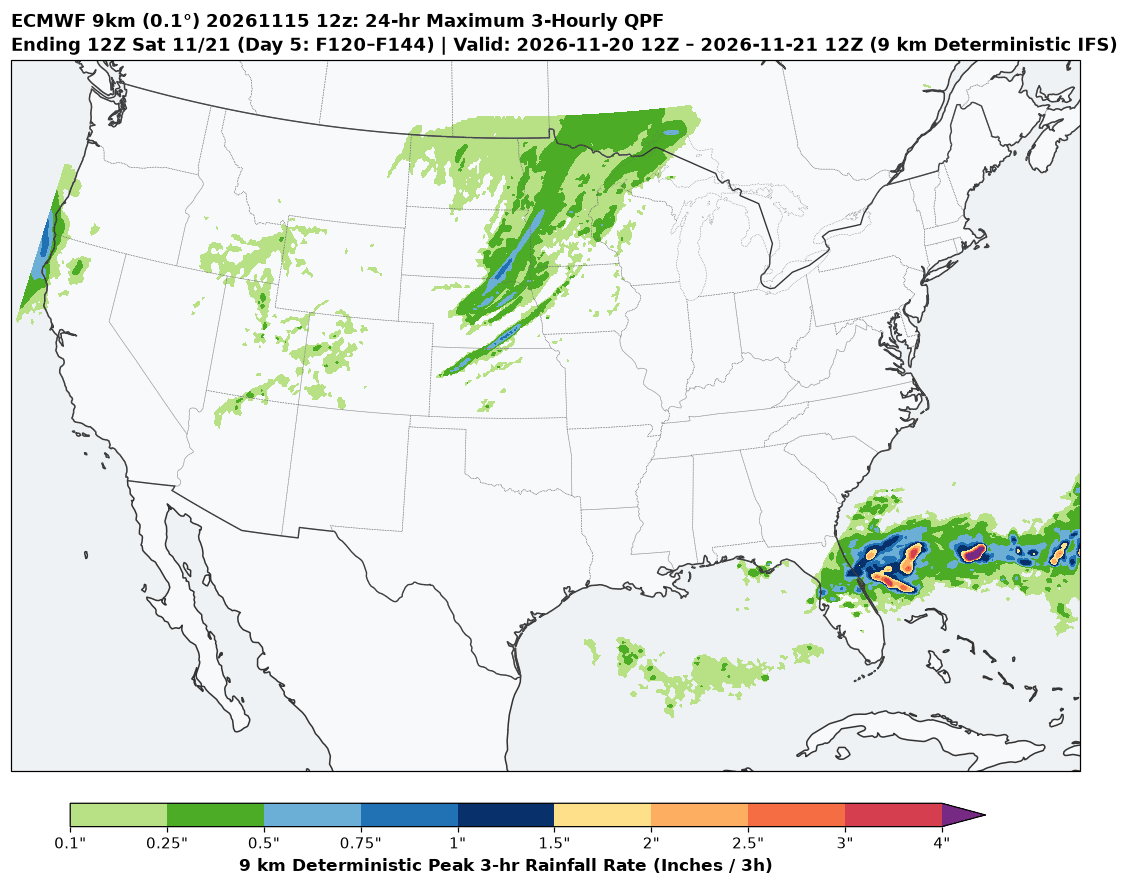 ECMWF 9km (0.1°) 20261115 12z: 24-hr Maximum 3-Hourly QPF
Ending 12Z Sat 11/21 (Day 5: F120–F144) | Valid: 2026-11-20 12Z – 2026-11-21 12Z (9 km Deterministic IFS)
0.1" 0.25" 0.5" 0.75" 1" 1.5" 2" 2.5" 3" 4"
9 km Deterministic Peak 3-hr Rainfall Rate (Inches / 3h)